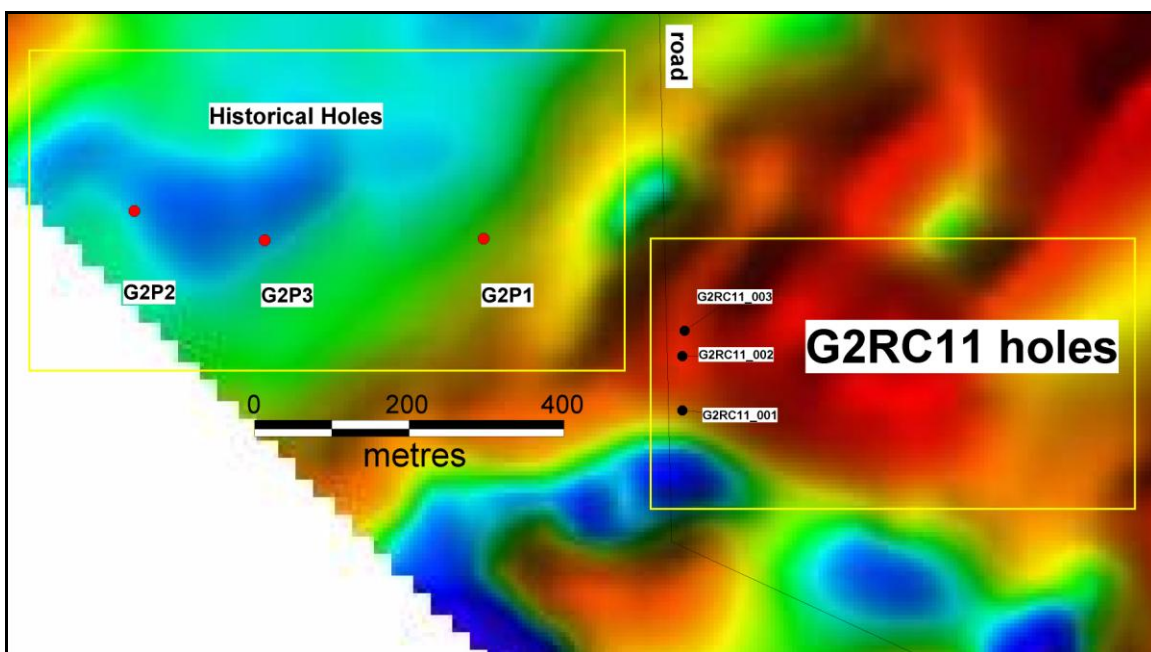 road
Historical Holes
G2P2
G2P3
G2P1
G2RC11_003
G2RC11 holes
G2RC11_002
G2RC11_001
0 200 400
metres